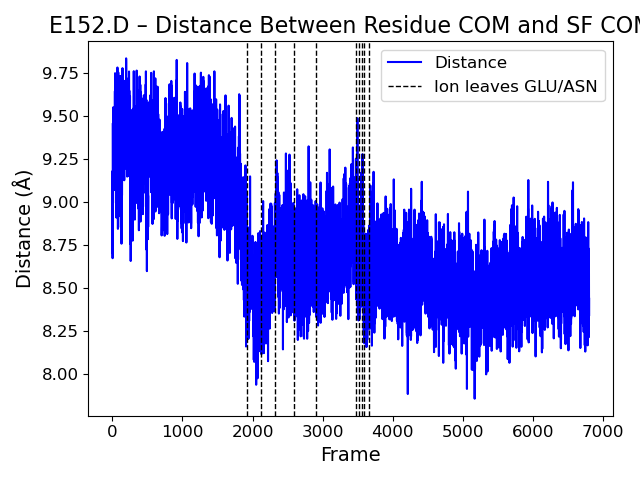 E152.D – Distance Between Residue COM and SF COM
Distance
Ion leaves GLU/ASN
Distance (Å)
9.75
9.50
9.25
9.00
8.75
8.50
8.25
8.00
0 1000 2000 3000 4000 5000 6000 7000
Frame